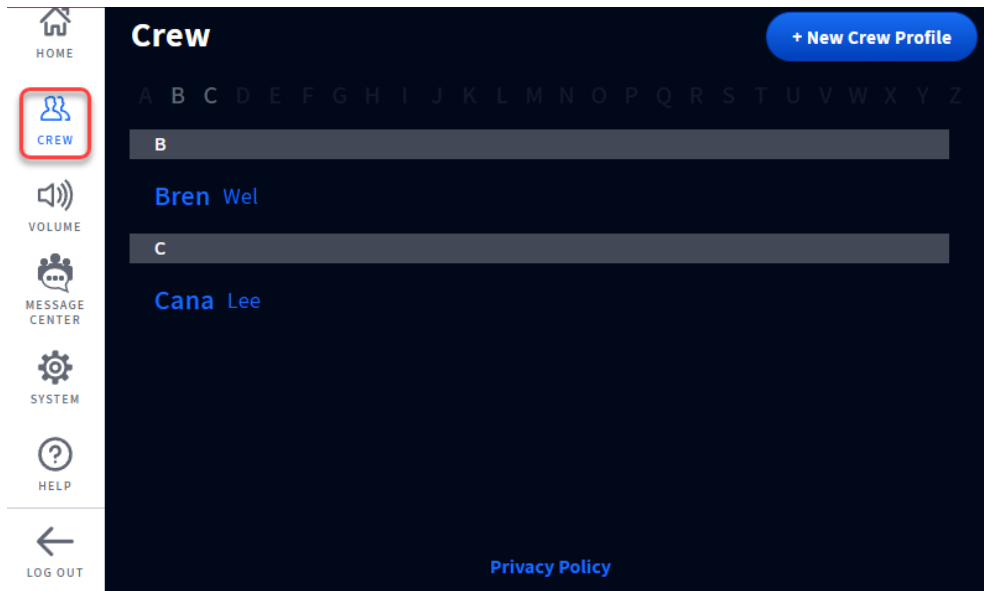 HOME
CREW
VOLUME
MESSAGE
CENTER
SYSTEM
HELP
LOG OUT
Crew
+ New Crew Profile
A B C D E F G H I J K L M N O P Q R S T U V W X Y Z
B
Bren Wel
C
Cana Lee
Privacy Policy